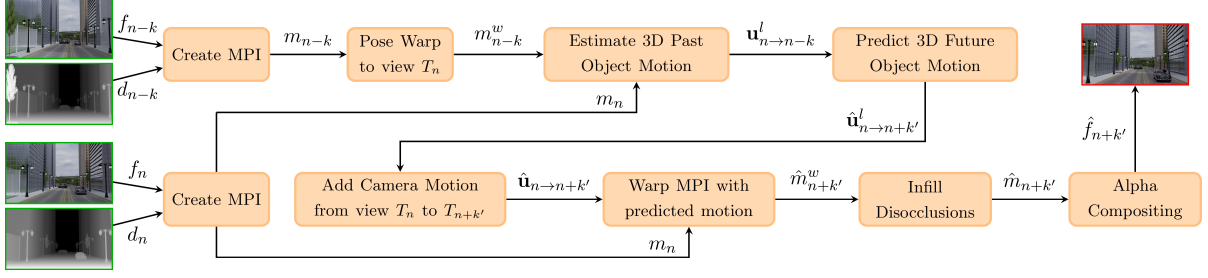 f_{n-k}
d_{n-k}
Create MPI
m_{n-k}
Pose Warp
to view T_n
m^w_{n-k}
Estimate 3D Past
Object Motion
u^l_{n→n-k}
Predict 3D Future
Object Motion
m_n
û^l_{n→n+k′}
f_n
d_n
Create MPI
Add Camera Motion
from view T_n to T_{n+k′}
û_{n→n+k′}
Warp MPI with
predicted motion
m_n
m̂^w_{n+k′}
Infill
Disocclusions
m̂_{n+k′}
Alpha
Compositing
f̂_{n+k′}